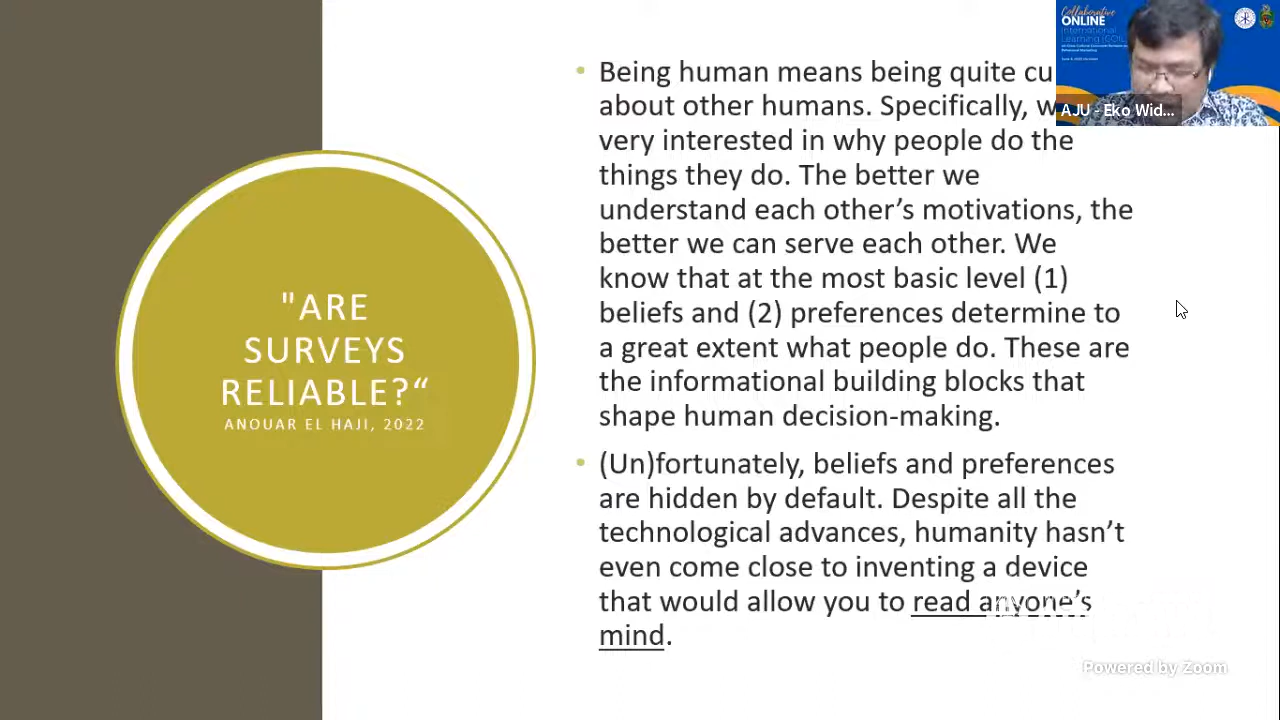 "ARE
SURVEYS
RELIABLE?“
ANOUAR EL HAJI, 2022
• Being human means being quite cu
about other humans. Specifically, w
very interested in why people do the
things they do. The better we
understand each other’s motivations, the
better we can serve each other. We
know that at the most basic level (1)
beliefs and (2) preferences determine to
a great extent what people do. These are
the informational building blocks that
shape human decision-making.
• (Un)fortunately, beliefs and preferences
are hidden by default. Despite all the
technological advances, humanity hasn’t
even come close to inventing a device
that would allow you to read anyone’s
mind.
Collaborative
ONLINE
International
Learning (COIL)
AJU - Eko Wid...
Powered by Zoom